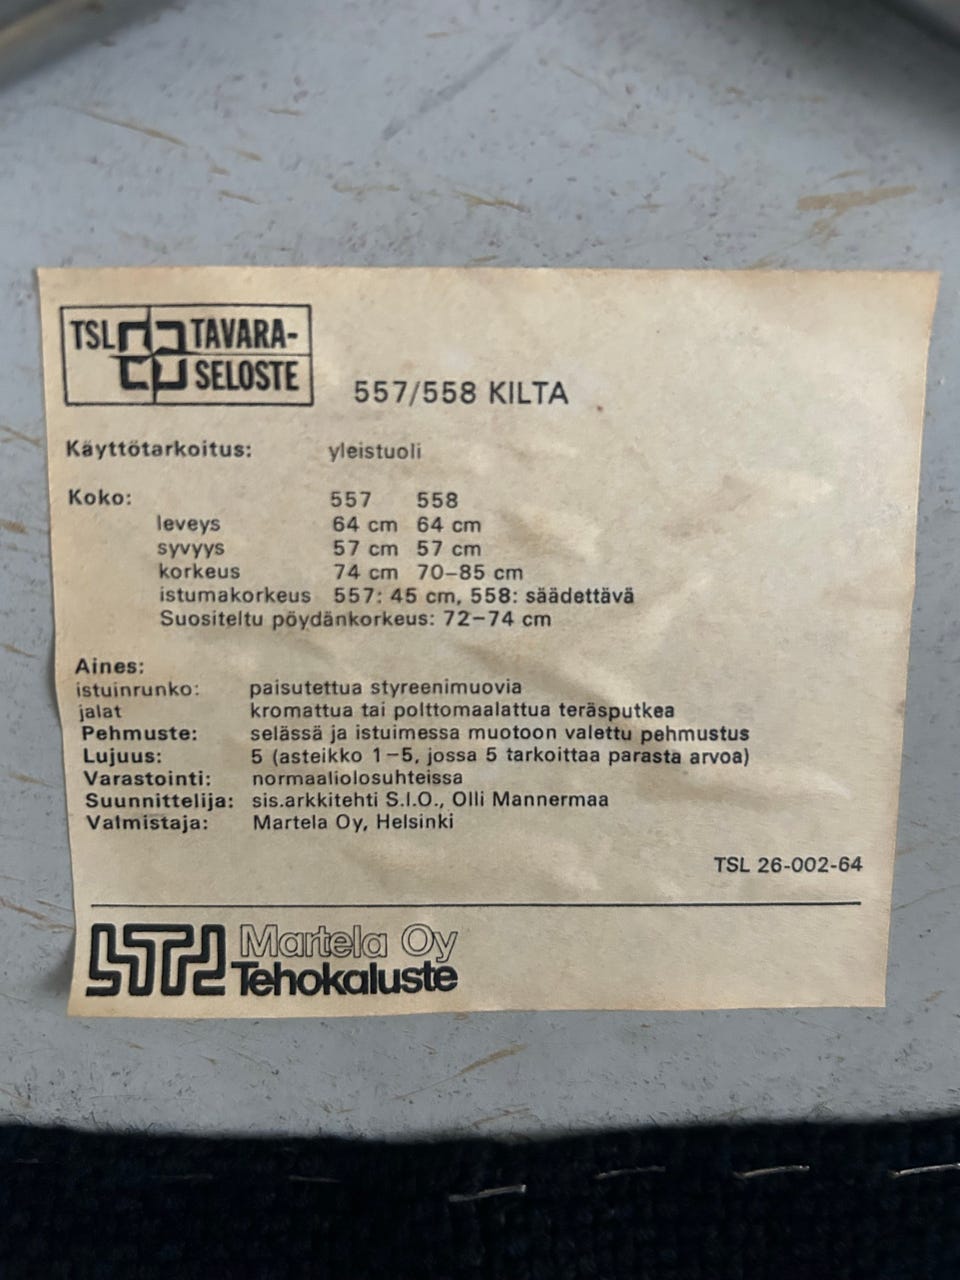 TSL TAVARA-
SELOSTE
557/558 KILTA
Käyttötarkoitus: yleistuoli
Koko: 557 558
leveys 64 cm 64 cm
syvyys 57 cm 57 cm
korkeus 74 cm 70–85 cm
istumakorkeus 557: 45 cm, 558: säädettävä
Suositeltu pöydänkorkeus: 72–74 cm
Aines:
istuinrunko: paisutettua styreenimuovia
jalat kromattua tai polttomaalattua teräsputkea
Pehmuste: selässä ja istuimessa muotoon valettu pehmustus
Lujuus: 5 (asteikko 1–5, jossa 5 tarkoittaa parasta arvoa)
Varastointi: normaaliolosuhteissa
Suunnittelija: sis.arkkitehti S.I.O., Olli Mannermaa
Valmistaja: Martela Oy, Helsinki
TSL 26-002-64
Martela Oy
Tehokaluste